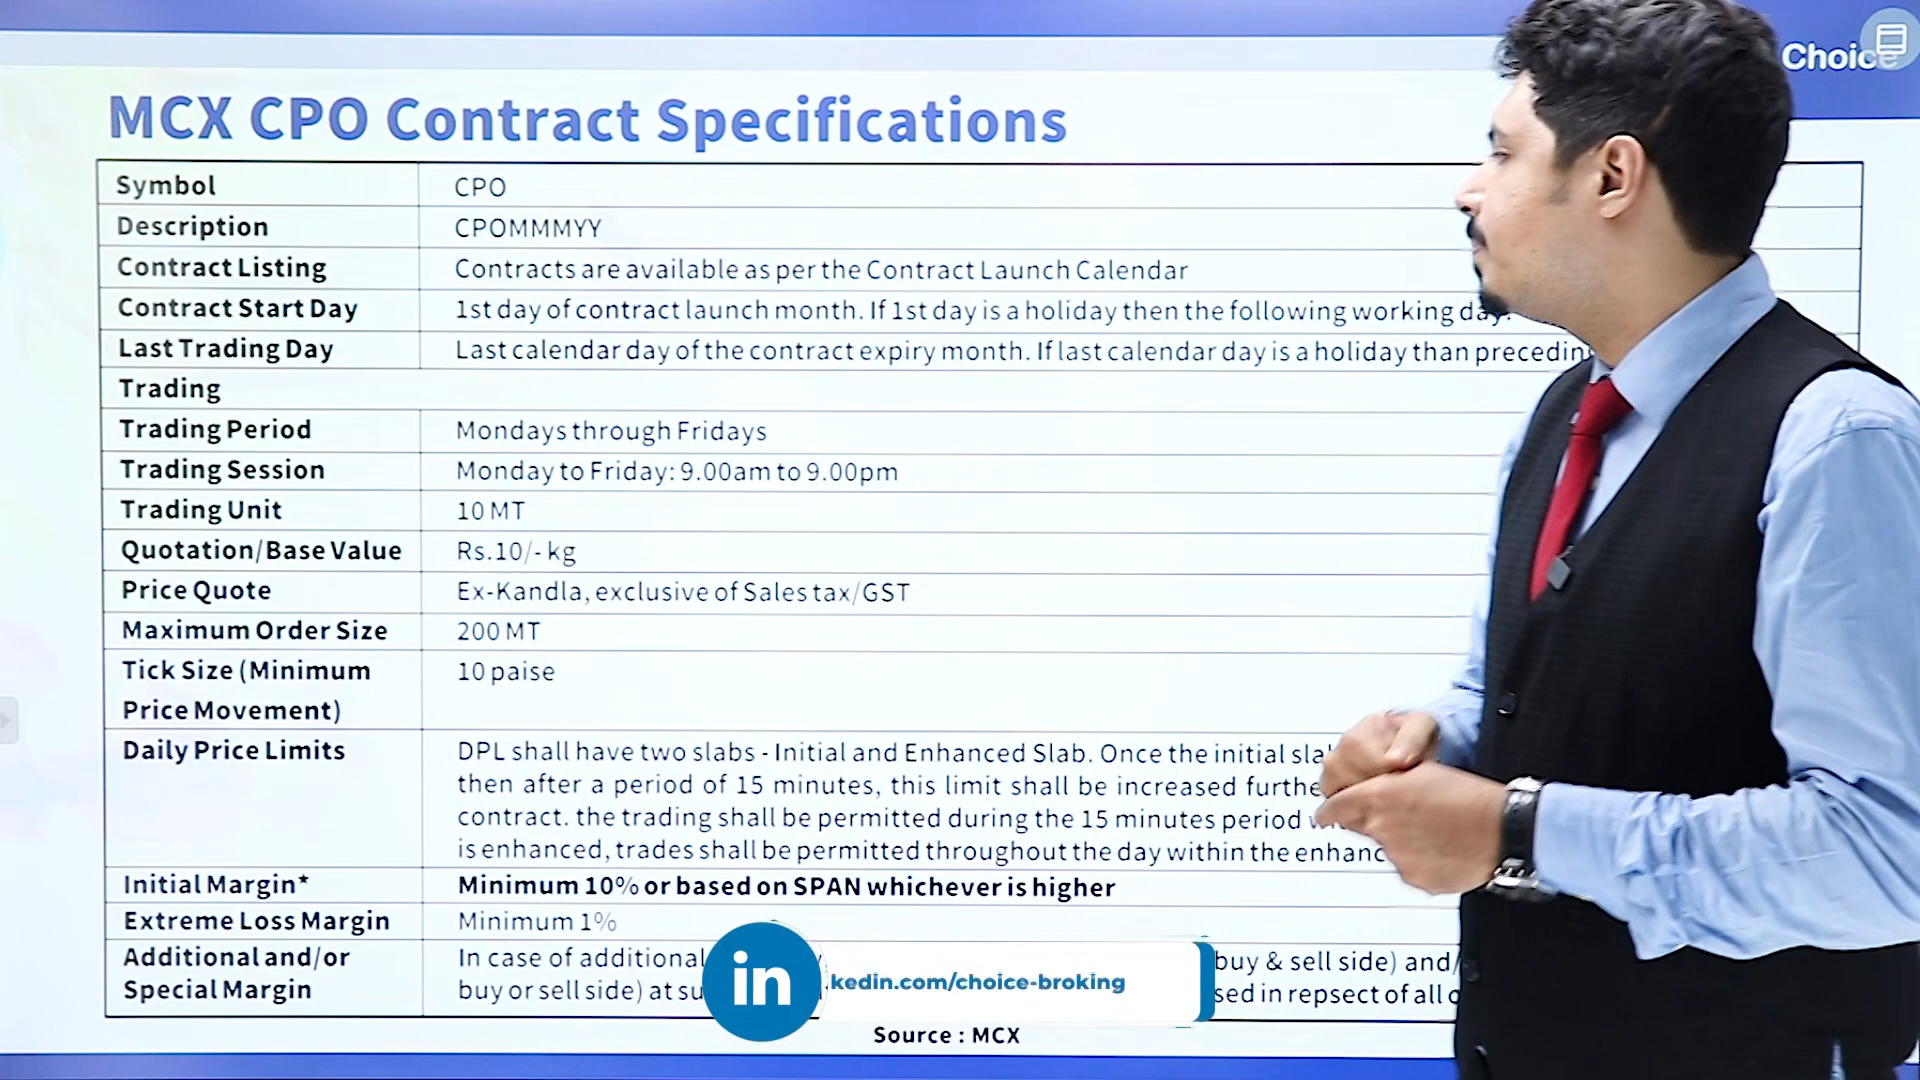 Choice
MCX CPO Contract Specifications
Symbol CPO
Description CPOMMMYY
Contract Listing Contracts are available as per the Contract Launch Calendar
Contract Start Day 1st day of contract launch month. If 1st day is a holiday then the following working day.
Last Trading Day Last calendar day of the contract expiry month. If last calendar day is a holiday than preceding
Trading
Trading Period Mondays through Fridays
Trading Session Monday to Friday: 9.00am to 9.00pm
Trading Unit 10 MT
Quotation/Base Value Rs.10/- kg
Price Quote Ex-Kandla, exclusive of Sales tax/GST
Maximum Order Size 200 MT
Tick Size (Minimum 10 paise
Price Movement)
Daily Price Limits DPL shall have two slabs - Initial and Enhanced Slab. Once the initial
then after a period of 15 minutes, this limit shall be increased
contract. the trading shall be permitted during the 15 minutes period
is enhanced, trades shall be permitted throughout the day within the
Initial Margin* Minimum 10% or based on SPAN whichever is higher
Extreme Loss Margin Minimum 1%
Additional and/or In case of additional buy & sell side) and/
Special Margin buy or sell side) at sed in repsect of all
in kedin.com/choice-broking
Source : MCX